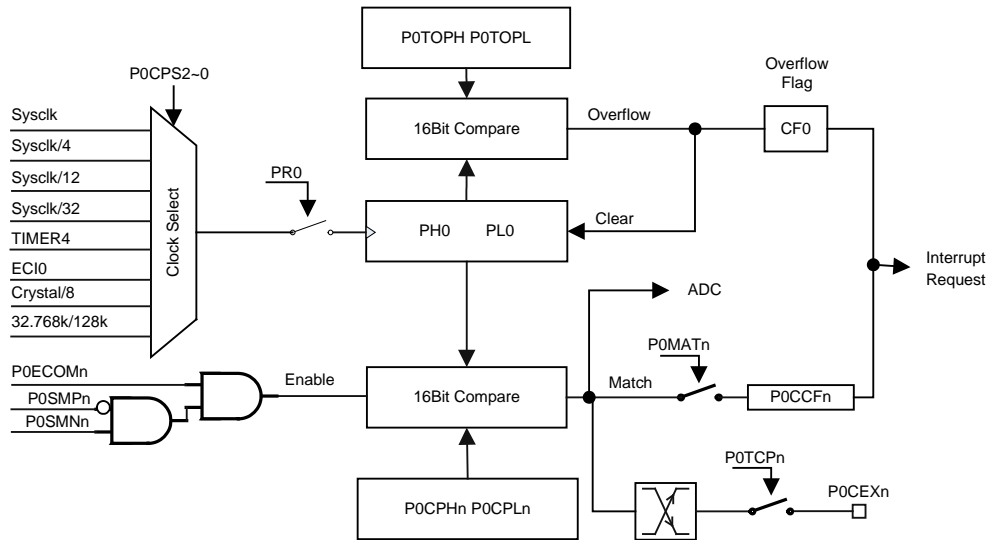 P0TOPH P0TOPL
Overflow
Flag
P0CPS2~0
Sysclk
16Bit Compare
Overflow
CF0
Sysclk/4
Sysclk/12
PR0
Sysclk/32
Clock Select
PH0 PL0
Clear
TIMER4
Interrupt
Request
ECI0
Crystal/8
ADC
32.768k/128k
P0MATn
P0ECOMn
Enable
16Bit Compare
Match
P0CCFn
P0SMPn
P0SMNn
P0TCPn
P0CPHn P0CPLn
P0CEXn